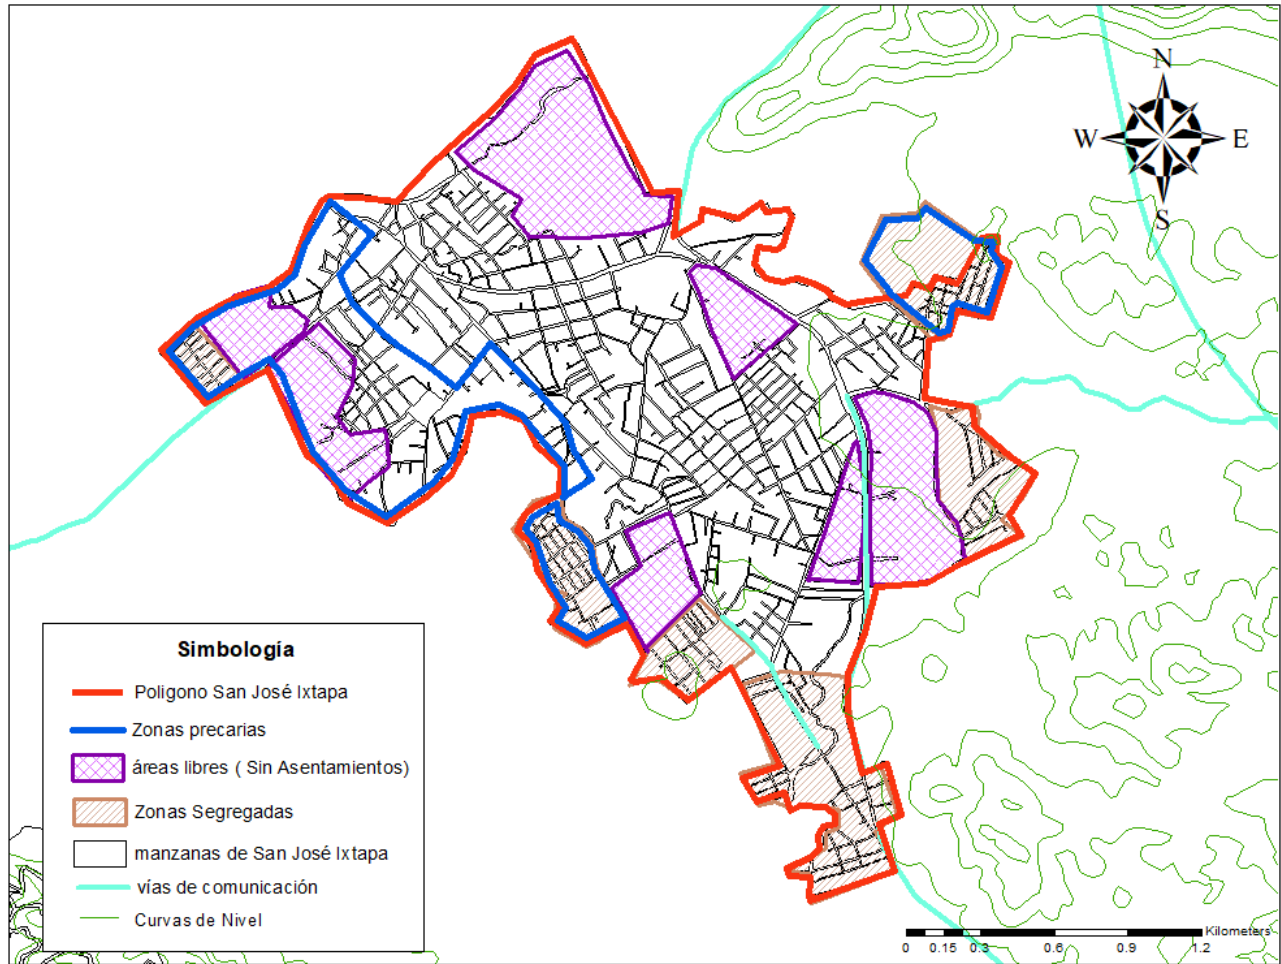 N
W
E
S
Simbología
Poligono San José Ixtapa
Zonas precarias
áreas libres ( Sin Asentamientos)
Zonas Segregadas
manzanas de San José Ixtapa
vías de comunicación
Curvas de Nivel
Kilometers
0 0.15 0.3 0.6 0.9 1.2